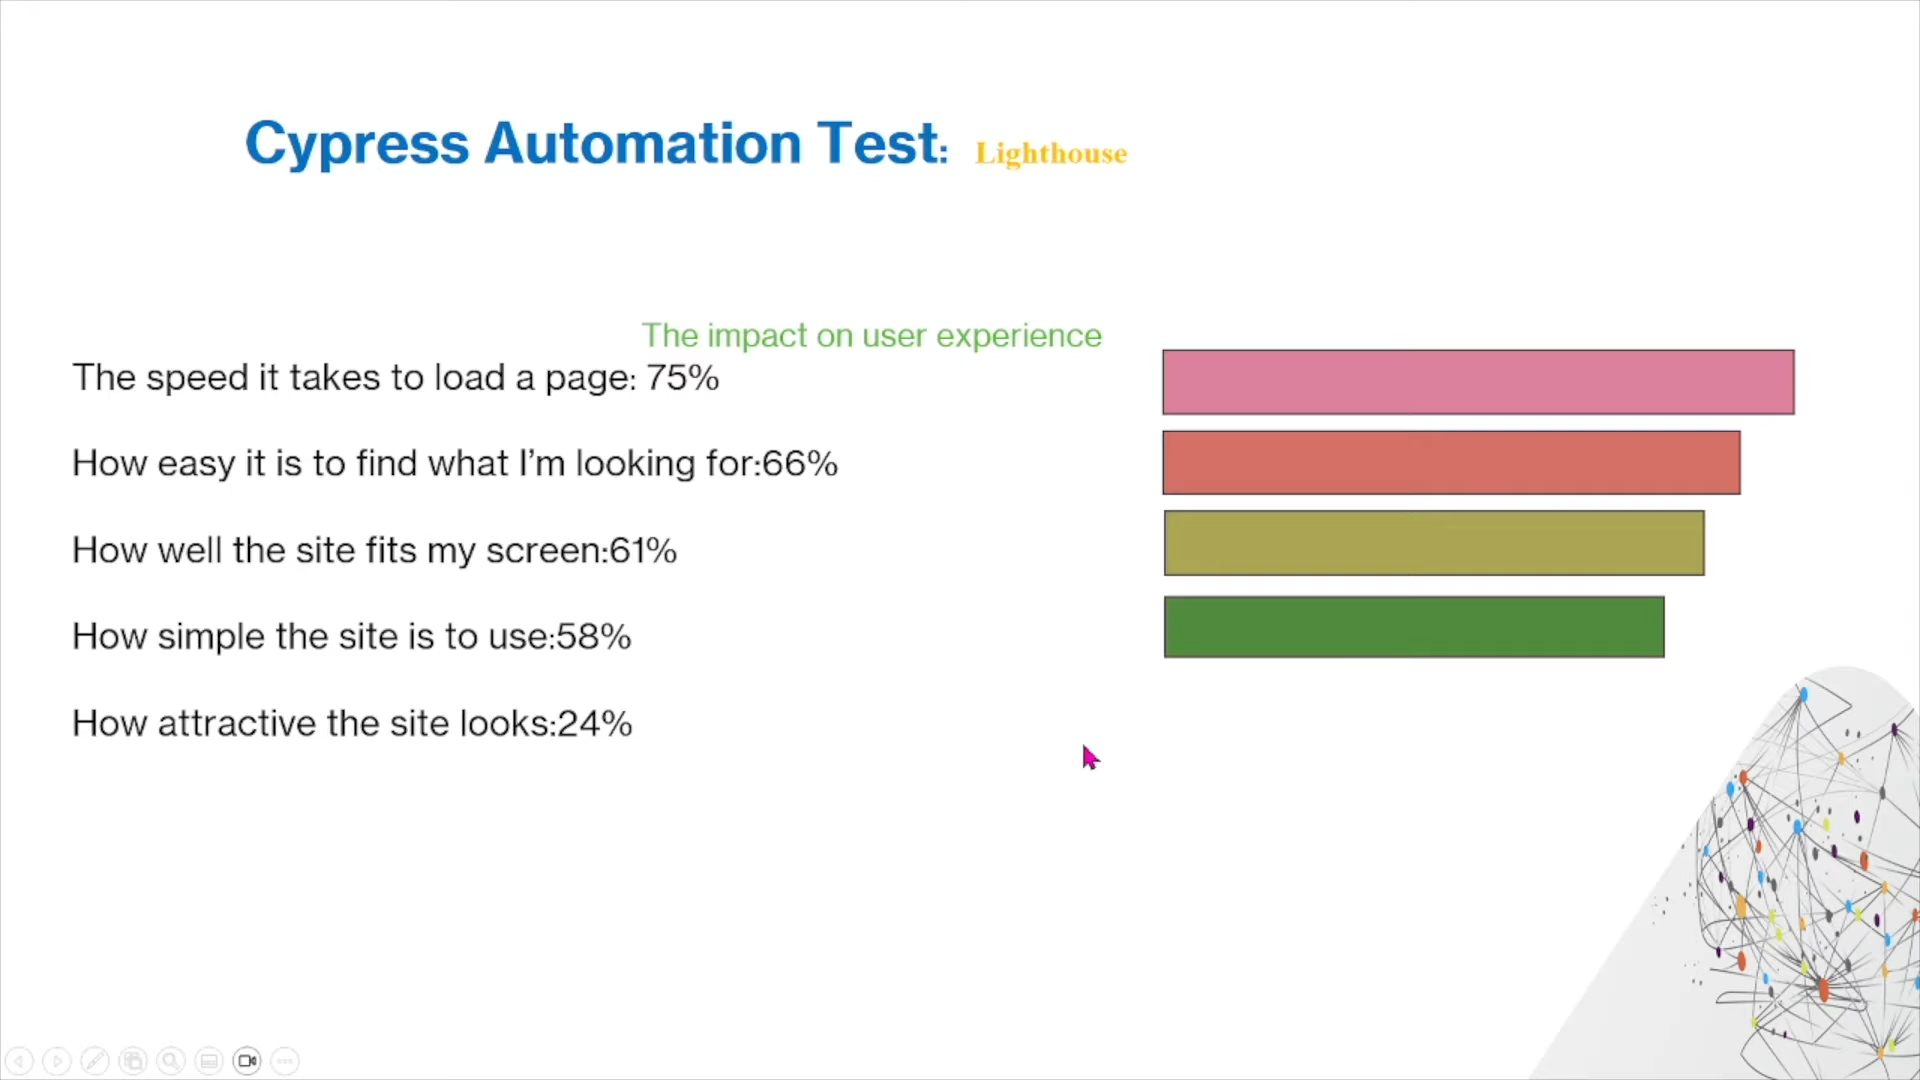 Cypress Automation Test: Lighthouse
The impact on user experience
The speed it takes to load a page: 75%
How easy it is to find what I’m looking for:66%
How well the site fits my screen:61%
How simple the site is to use:58%
How attractive the site looks:24%